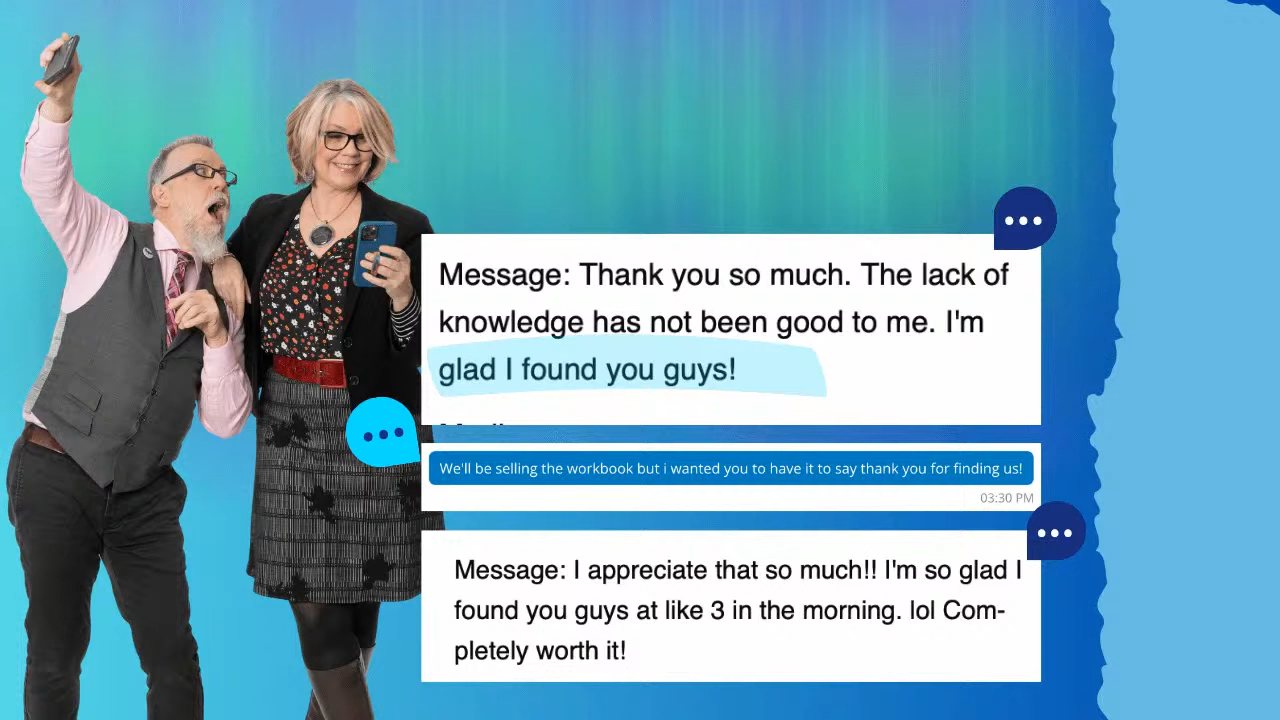 Message: Thank you so much. The lack of
knowledge has not been good to me. I'm
glad I found you guys!
We'll be selling the workbook but i wanted you to have it to say thank you for finding us!
03:30 PM
Message: I appreciate that so much!! I'm so glad I
found you guys at like 3 in the morning. lol Com-
pletely worth it!